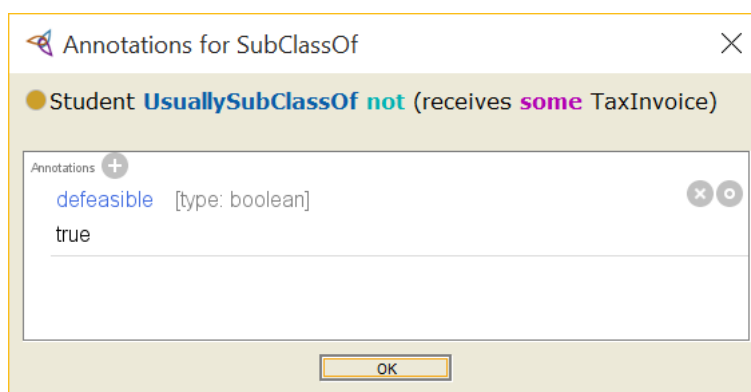 Annotations for SubClassOf
Student UsuallySubClassOf not (receives some TaxInvoice)
Annotations
defeasible [type: boolean]
true
OK